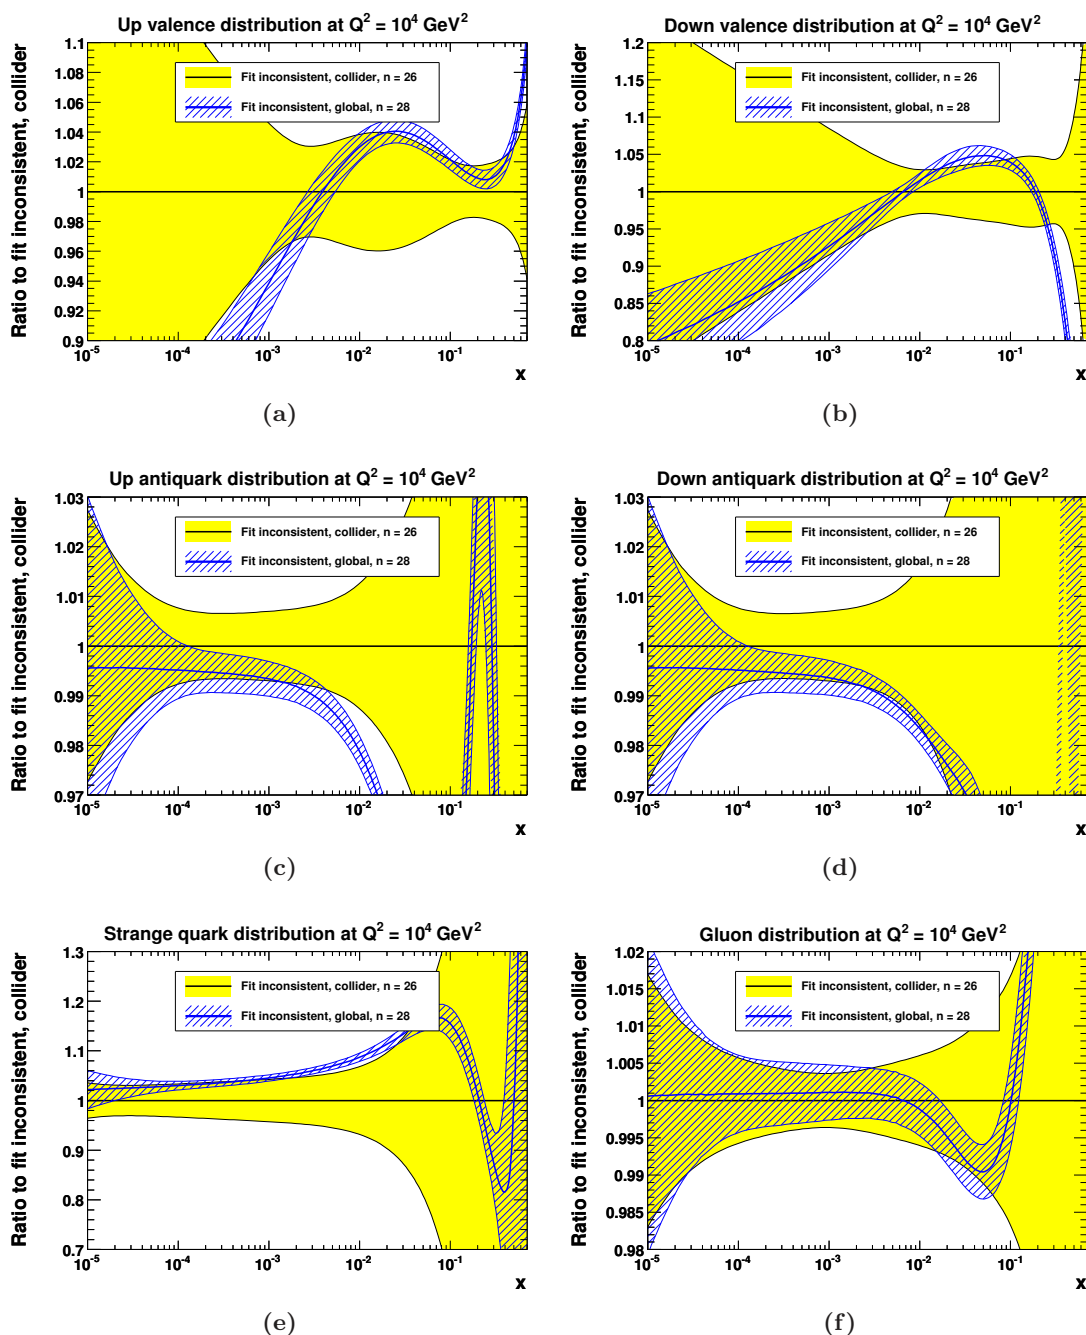 Up valence distribution at Q² = 10⁴ GeV²
Ratio to fit inconsistent, collider
1.1
1.08
1.06
1.04
1.02
1
0.98
0.96
0.94
0.92
0.9
Fit inconsistent, collider, n = 26
Fit inconsistent, global, n = 28
10⁻⁵ 10⁻⁴ 10⁻³ 10⁻² 10⁻¹
x
(a)
Down valence distribution at Q² = 10⁴ GeV²
Ratio to fit inconsistent, collider
1.2
1.15
1.1
1.05
1
0.95
0.9
0.85
0.8
Fit inconsistent, collider, n = 26
Fit inconsistent, global, n = 28
10⁻⁵ 10⁻⁴ 10⁻³ 10⁻² 10⁻¹
x
(b)
Up antiquark distribution at Q² = 10⁴ GeV²
Ratio to fit inconsistent, collider
1.03
1.02
1.01
1
0.99
0.98
0.97
Fit inconsistent, collider, n = 26
Fit inconsistent, global, n = 28
10⁻⁵ 10⁻⁴ 10⁻³ 10⁻² 10⁻¹
x
(c)
Down antiquark distribution at Q² = 10⁴ GeV²
Ratio to fit inconsistent, collider
1.03
1.02
1.01
1
0.99
0.98
0.97
Fit inconsistent, collider, n = 26
Fit inconsistent, global, n = 28
10⁻⁵ 10⁻⁴ 10⁻³ 10⁻² 10⁻¹
x
(d)
Strange quark distribution at Q² = 10⁴ GeV²
Ratio to fit inconsistent, collider
1.3
1.2
1.1
1
0.9
0.8
0.7
Fit inconsistent, collider, n = 26
Fit inconsistent, global, n = 28
10⁻⁵ 10⁻⁴ 10⁻³ 10⁻² 10⁻¹
x
(e)
Gluon distribution at Q² = 10⁴ GeV²
Ratio to fit inconsistent, collider
1.02
1.015
1.01
1.005
1
0.995
0.99
0.985
0.98
Fit inconsistent, collider, n = 26
Fit inconsistent, global, n = 28
10⁻⁵ 10⁻⁴ 10⁻³ 10⁻² 10⁻¹
x
(f)